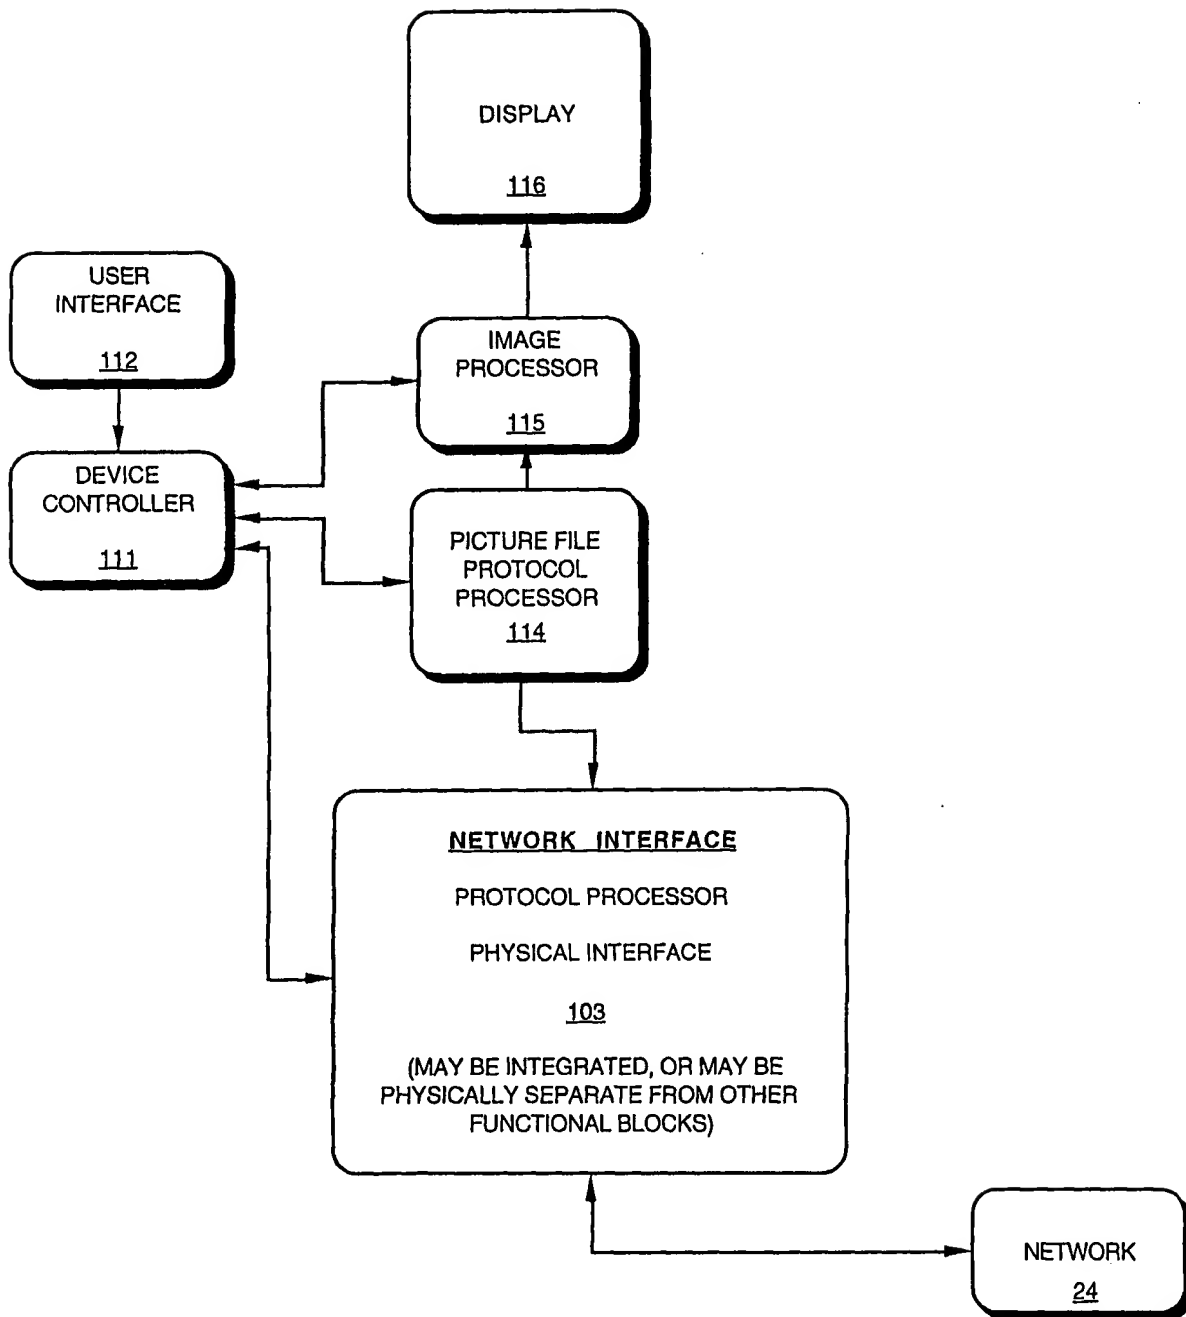 DISPLAY
116
USER
INTERFACE
112
IMAGE
PROCESSOR
115
DEVICE
CONTROLLER
111
PICTURE FILE
PROTOCOL
PROCESSOR
114
NETWORK INTERFACE
PROTOCOL PROCESSOR
PHYSICAL INTERFACE
103
(MAY BE INTEGRATED, OR MAY BE
PHYSICALLY SEPARATE FROM OTHER
FUNCTIONAL BLOCKS)
NETWORK
24